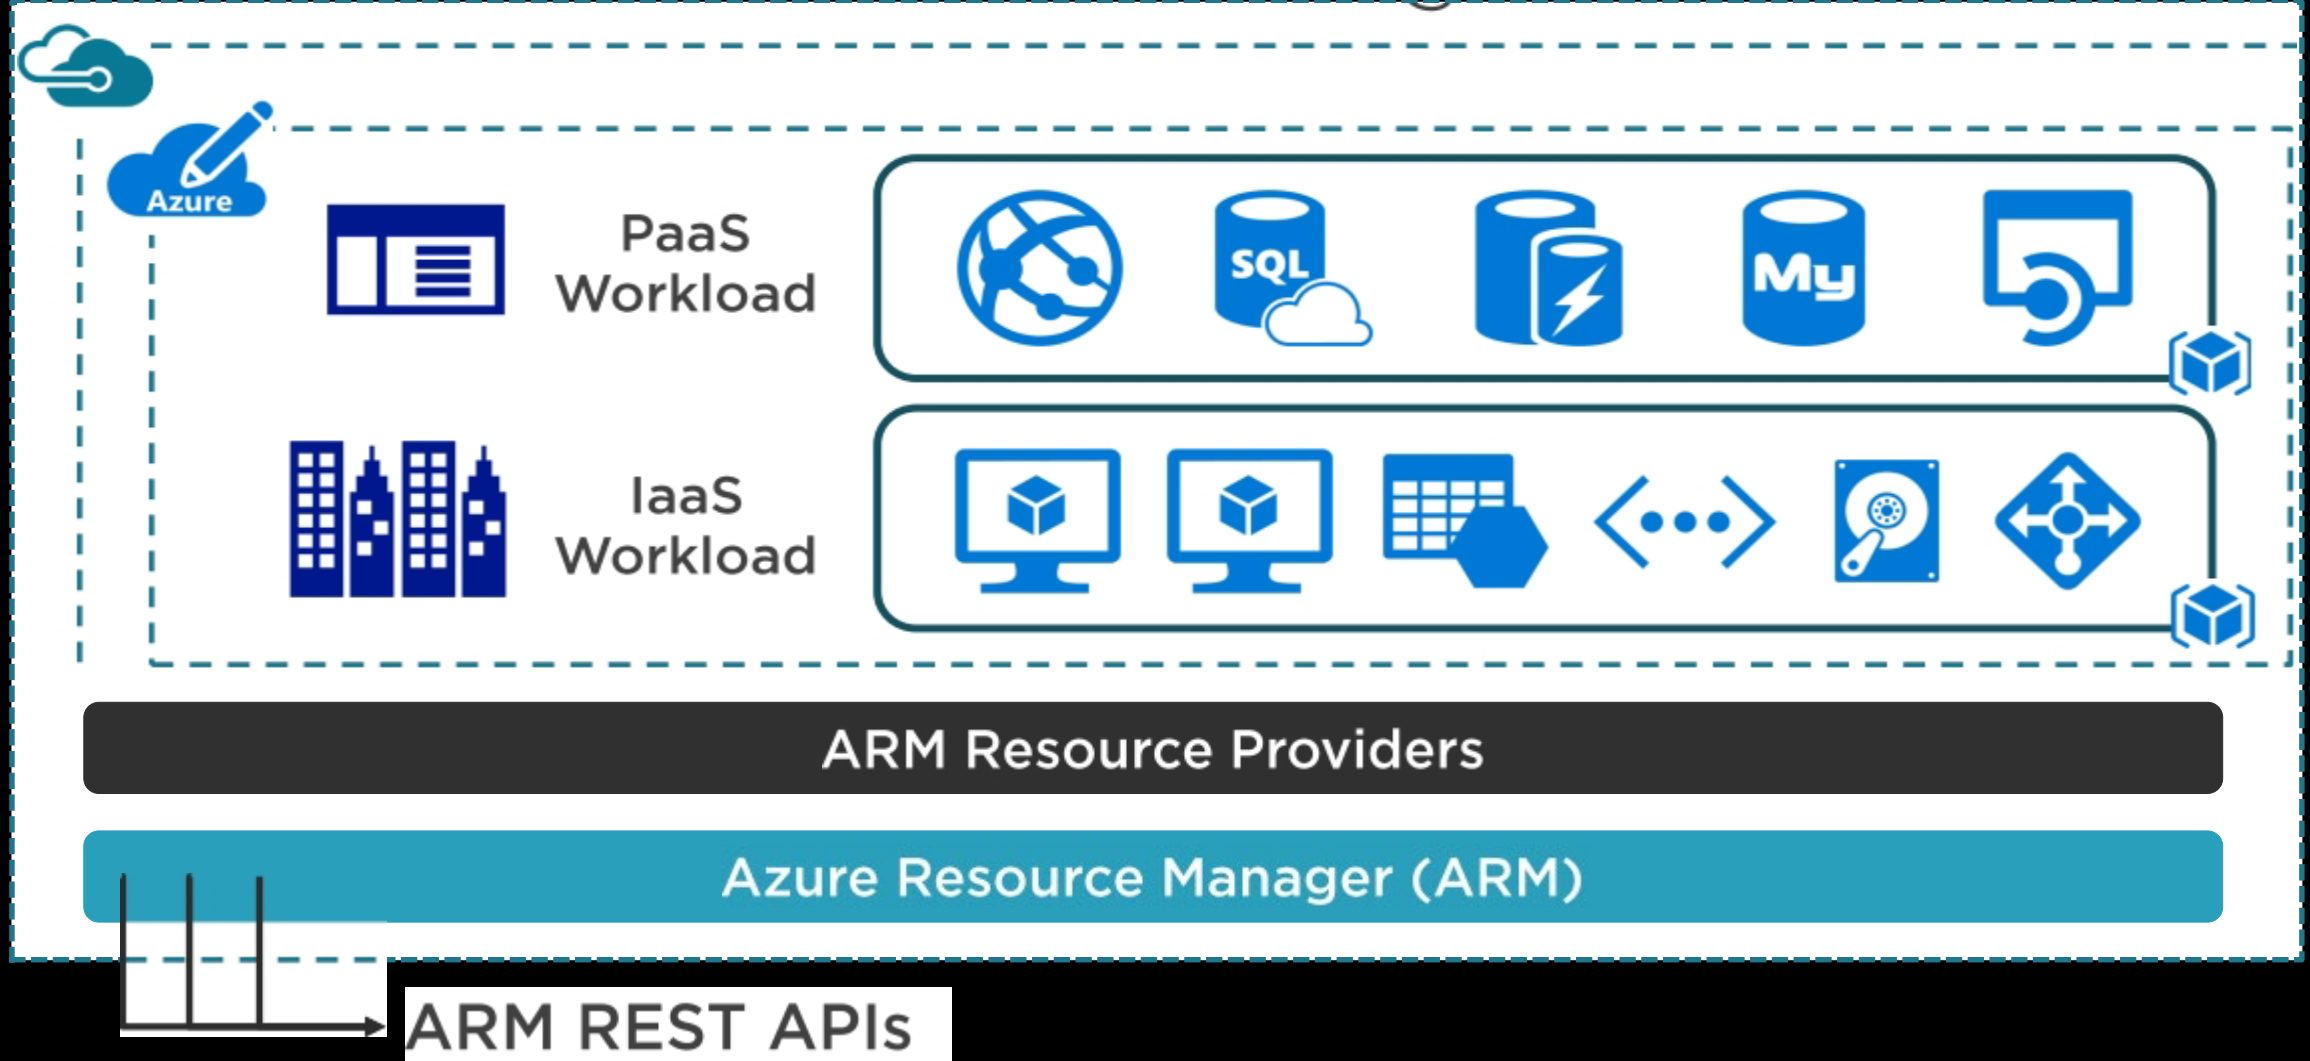 Azure
PaaS
Workload
SQL
My
IaaS
Workload
ARM Resource Providers
Azure Resource Manager (ARM)
ARM REST APIs